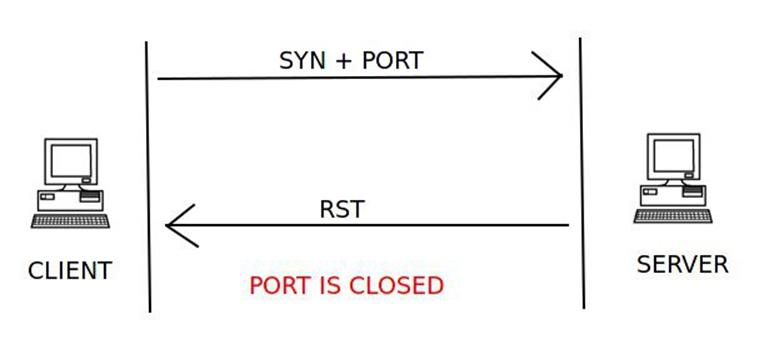 SYN + PORT
RST
CLIENT
SERVER
PORT IS CLOSED